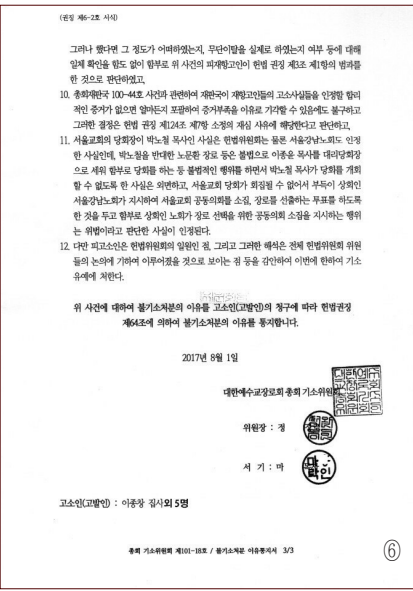 (권징 제6-2호 서식)
그러나 했다면 그 정도가 어떠하였는지, 무단이탈을 실제로 하였는지 여부 등에 대해
일체 확인을 함도 없이 함부로 위 사건의 피재항고인이 헌법 권징 제3조 제1항의 범과를
한 것으로 판단하였고,
10. 총회재판국 100-44호 사건과 관련하여 재판국이 재항고인들의 고소사실들을 인정할 합리
적인 증거가 없으면 얼마든지 포괄하여 증거부족을 이유로 기각할 수 있음에도 불구하고
그러한 결정은 헌법 권징 제124조 제7항 소정의 재심 사유에 해당한다고 판단하고,
11. 서울교회의 당회장이 박노철 목사인 사실은 헌법위원회는 물론 서울강남노회도 인정
한 사실인데, 박노철을 반대한 노문환 장로 등은 불법으로 이종윤 목사를 대리당회장
으로 세워 함부로 당회를 하는 등 불법적인 행위를 하면서 박노철 목사가 당회를 개회
할 수 없도록 한 사실은 외면하고, 서울교회 당회가 회집될 수 없어서 부득이 상회인
서울강남노회가 지시하여 서울교회 공동의회를 소집, 장로를 선출하는 투표를 하도록
한 것을 두고 함부로 상회인 노회가 장로 선택을 위한 공동의회 소집을 지시하는 행위
는 위법이라고 판단한 사실이 인정된다.
12. 다만 피고소인은 헌법위원회의 일원인 점, 그리고 그러한 해석은 전체 헌법위원회 위원
들의 논의에 기하여 이루어졌을 것으로 보이는 점 등을 감안하여 이번에 한하여 기소
유예에 처한다.
위 사건에 대하여 불기소처분의 이유를 고소인(고발인)의 청구에 따라 헌법권징
제64조에 의하여 불기소처분의 이유를 통지합니다.
2017년 8월 1일
대한예수교장로회 총회 기소위원회
위원장 : 정
서 기 : 마
고소인(고발인) : 이종창 집사외 5명
총회 기소위원회 제101-18호 / 불기소처분 이유통지서 3/3
⑥